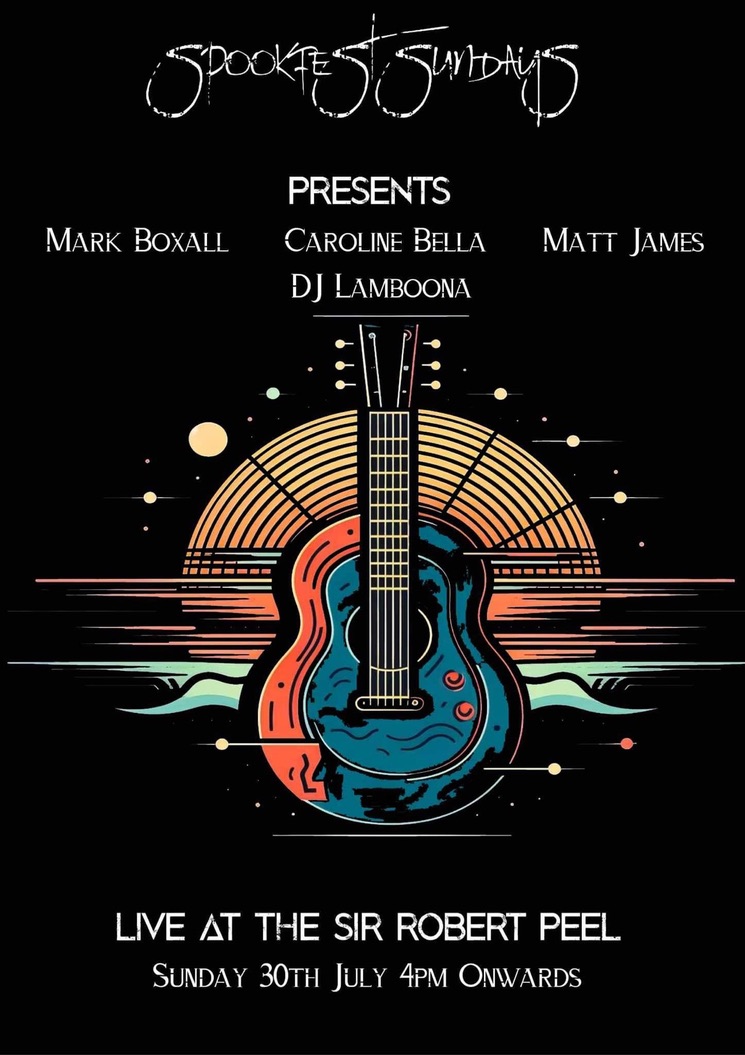 Spookfest Sundays
PRESENTS
Mark Boxall Caroline Bella Matt James
DJ Lamboona
LIVE AT THE SIR ROBERT PEEL
Sunday 30th July 4pm Onwards